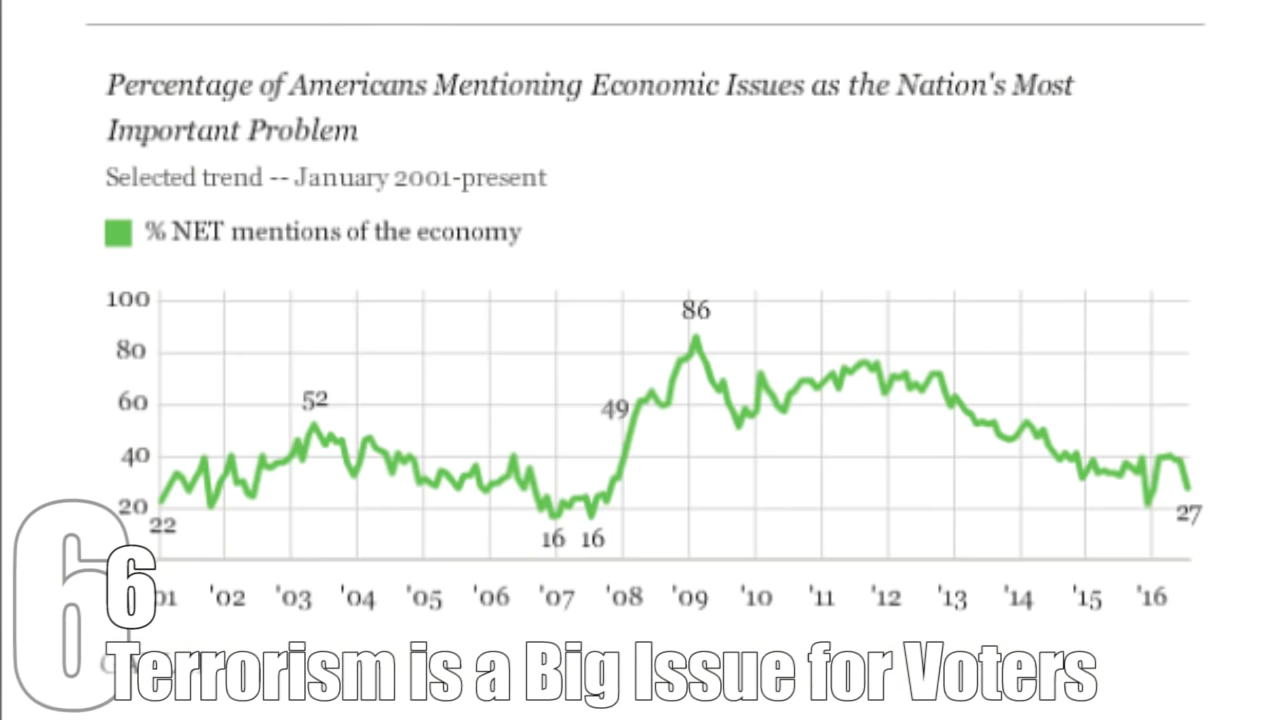 Percentage of Americans Mentioning Economic Issues as the Nation's Most
Important Problem
Selected trend -- January 2001-present
% NET mentions of the economy
100
80
60
40
20
86
52
49
22
16 16
27
'02 '03 '04 '05 '06 '07 '08 '09 '10 '11 '12 '13 '14 '15 '16
6
6
Terrorism is a Big Issue for Voters